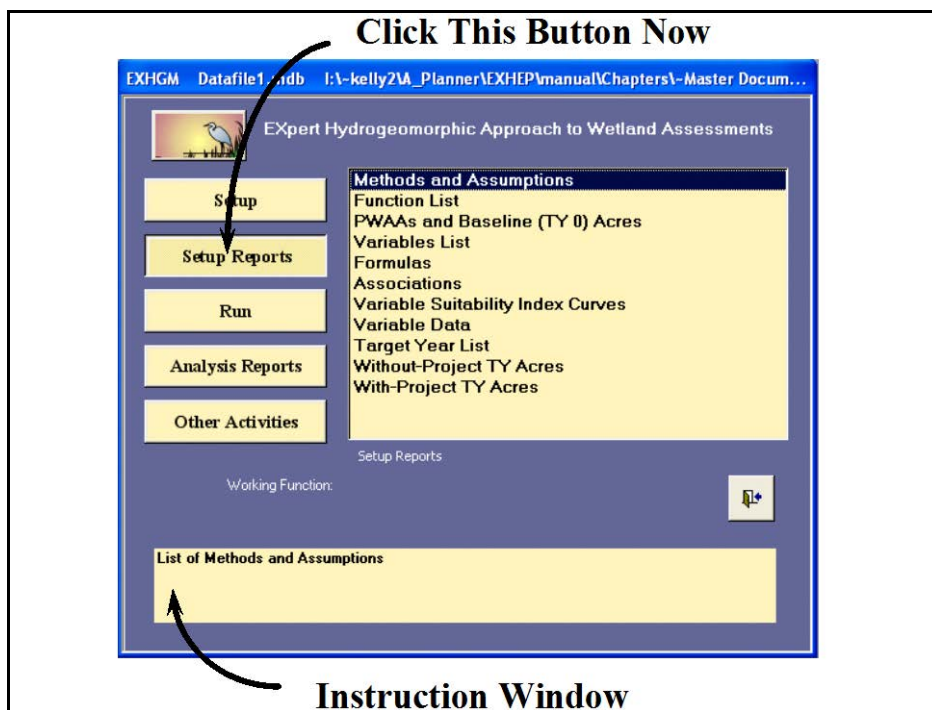 Click This Button Now
EXHGM Datafile1.mdb I:\~kelly2\A_Planner\EXHEP\manual\Chapters\~Master Docum...
EXpert Hydrogeomorphic Approach to Wetland Assessments
Setup
Setup Reports
Run
Analysis Reports
Other Activities
Methods and Assumptions
Function List
PWAAs and Baseline (TY 0) Acres
Variables List
Formulas
Associations
Variable Suitability Index Curves
Variable Data
Target Year List
Without-Project TY Acres
With-Project TY Acres
Setup Reports
Working Function:
List of Methods and Assumptions
Instruction Window